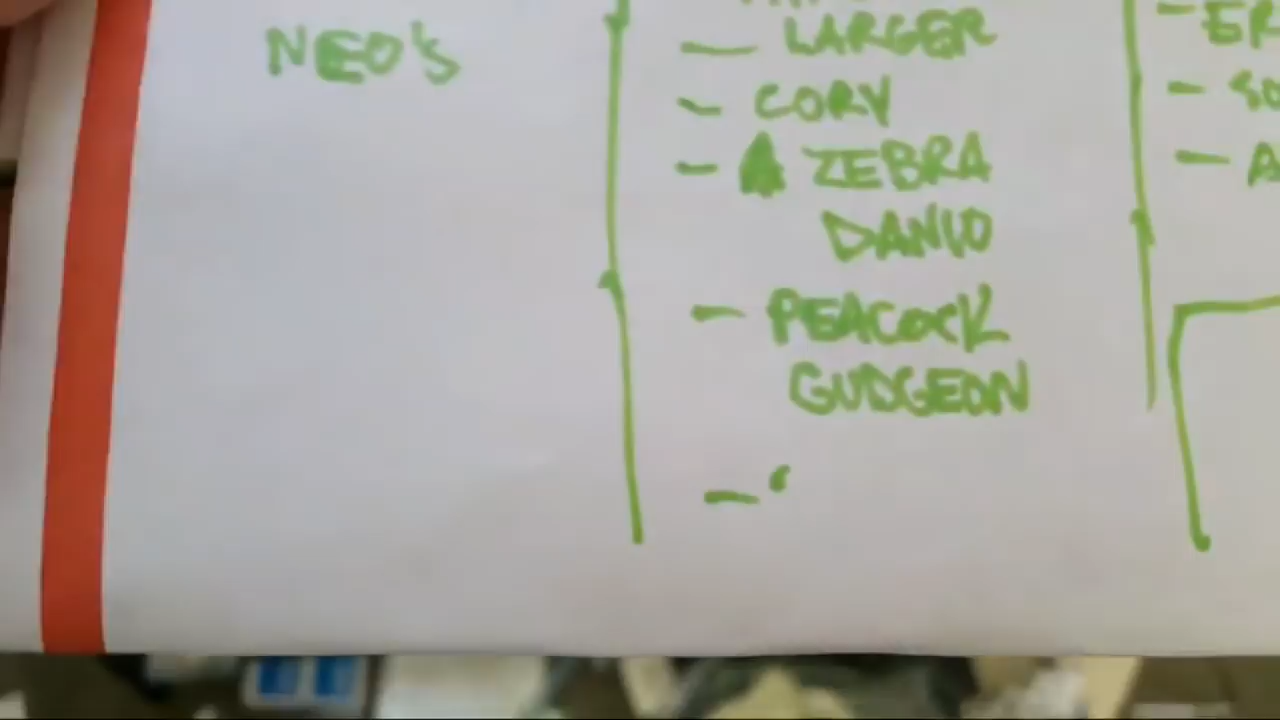 NEO's
— LARGER
- CORY
- ZEBRA
DANIO
- PEACOCK
GUDGEON
-